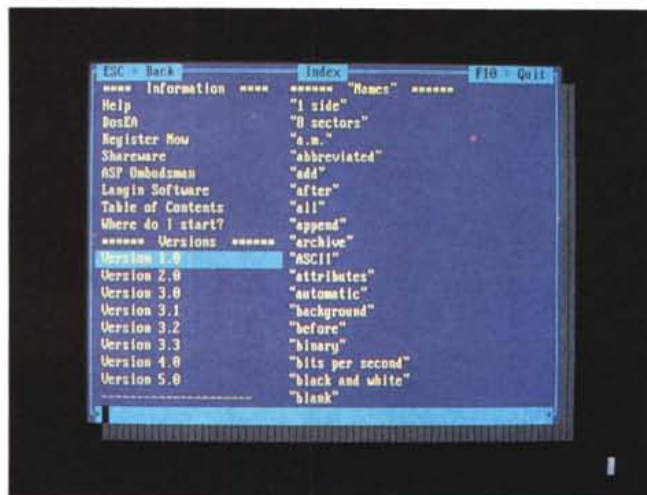 ESC = Back    Index    F10 = Quit
**** Information ****
Help
DosEA
Register Now
Shareware
ASP Ombudsman
Langin Software
Table of Contents
Where do I start?
****** Versions ******
Version 1.0
Version 2.0
Version 3.0
Version 3.1
Version 3.2
Version 3.3
Version 4.0
Version 5.0
****** "Names" ******
"1 side"
"8 sectors"
"a.m."
"abbreviated"
"add"
"after"
"all"
"append"
"archive"
"ASCII"
"attributes"
"automatic"
"background"
"before"
"binary"
"bits per second"
"black and white"
"blank"